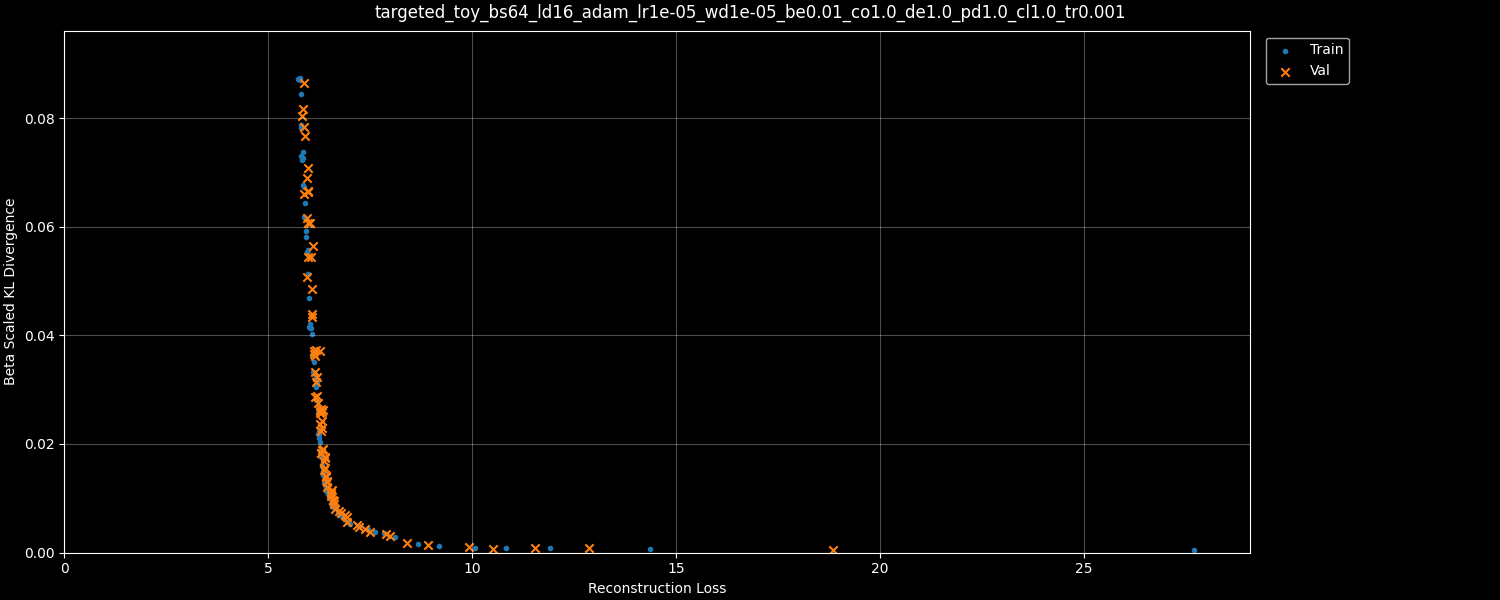 targeted_toy_bs64_ld16_adam_lr1e-05_wd1e-05_be0.01_co1.0_de1.0_pd1.0_cl1.0_tr0.001
Train
Val
0.08
0.06
0.04
0.02
0.00
Beta Scaled KL Divergence
0
5
10
15
20
25
Reconstruction Loss